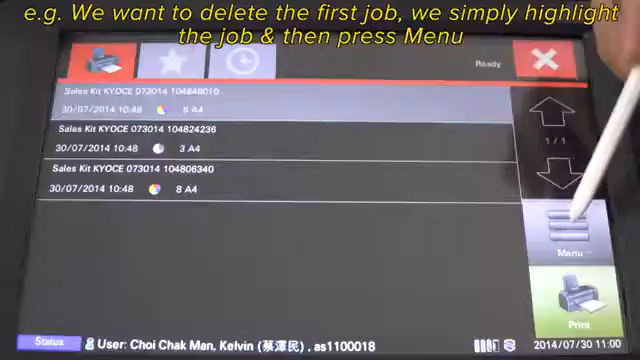 e.g. We want to delete the first job, we simply highlight
the job & then press Menu
Ready
Sales Kit KYOCE 073014 104848010
30/07/2014 10:48 6 A4
Sales Kit KYOCE 073014 104824236
30/07/2014 10:48 3 A4
1/1
Sales Kit KYOCE 073014 104806340
30/07/2014 10:48 8 A4
Menu
Print
Status User: Choi Chak Man, Kelvin (蔡澤民) , as1100018 2014/07/30 11:00